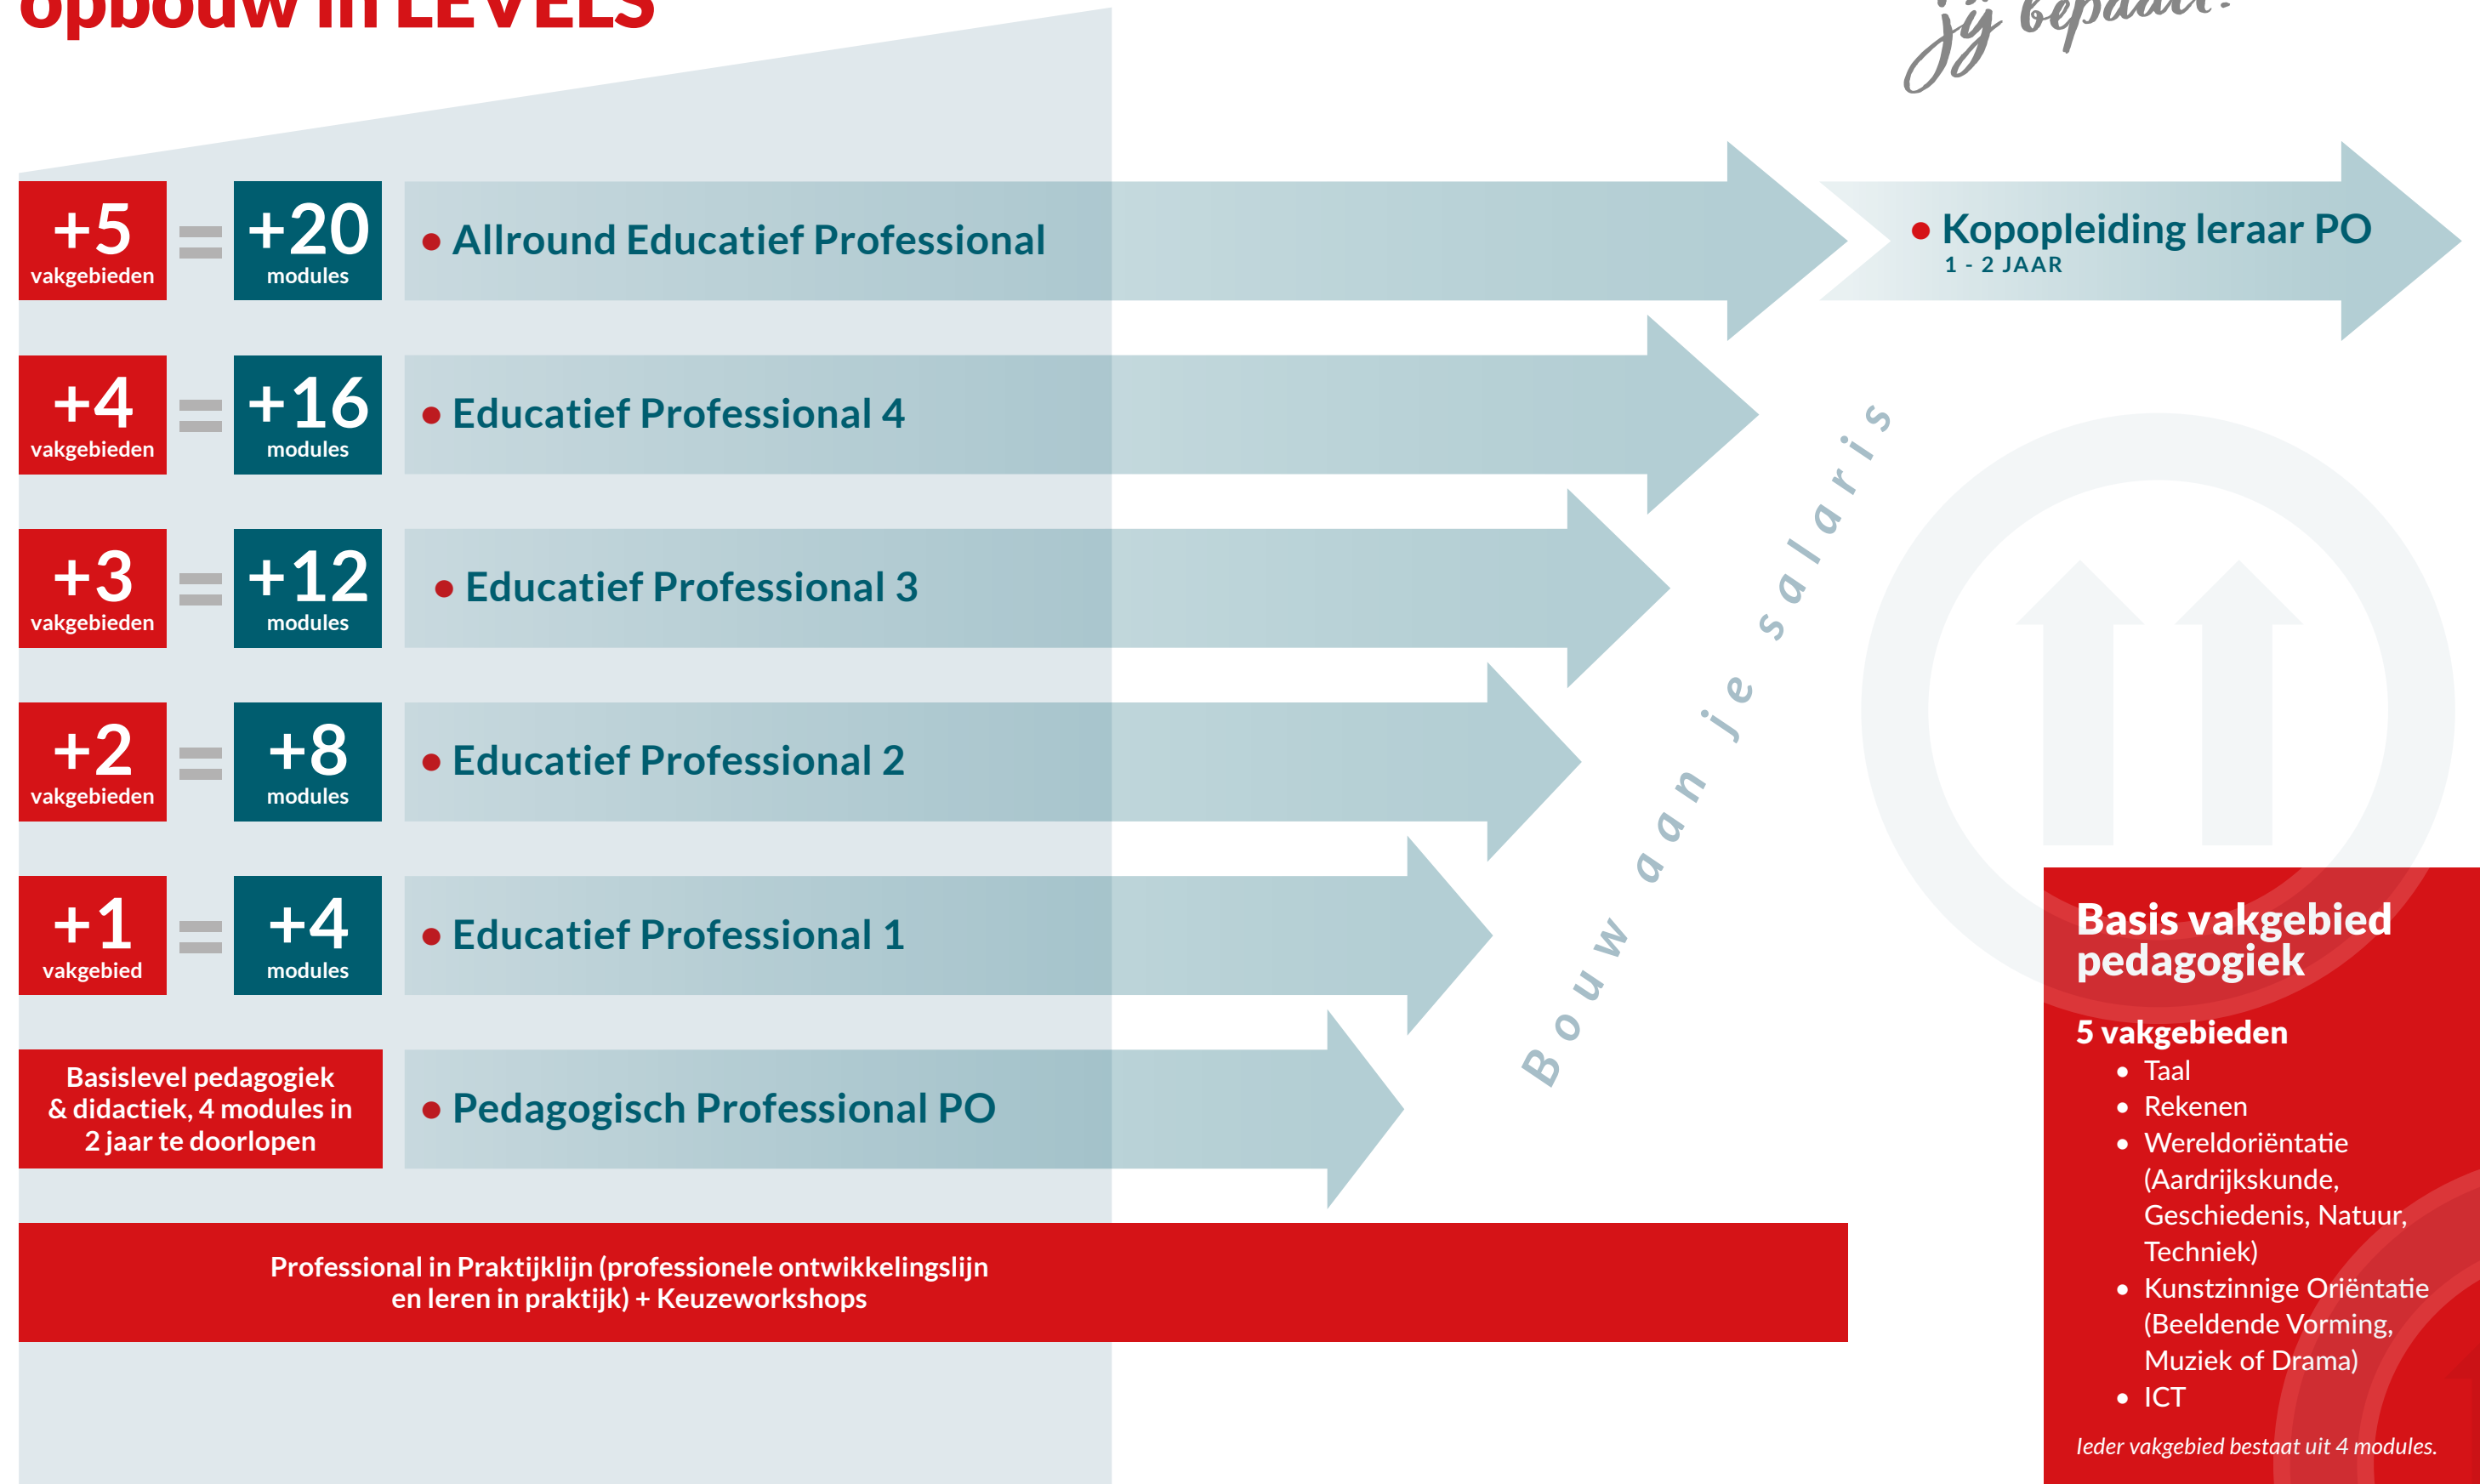 opbouw in LEVELS
jij bepaalt!
+5
vakgebieden
=
+20
modules
• Allround Educatief Professional
• Kopopleiding leraar PO
1 - 2 JAAR
+4
vakgebieden
=
+16
modules
• Educatief Professional 4
+3
vakgebieden
=
+12
modules
• Educatief Professional 3
+2
vakgebieden
=
+8
modules
• Educatief Professional 2
+1
vakgebied
=
+4
modules
• Educatief Professional 1
Basislevel pedagogiek
& didactiek, 4 modules in
2 jaar te doorlopen
• Pedagogisch Professional PO
Bouw aan je salaris
Professional in Praktijklijn (professionele ontwikkelingslijn
en leren in praktijk) + Keuzeworkshops
Basis vakgebied
pedagogiek
5 vakgebieden
• Taal
• Rekenen
• Wereldoriëntatie
(Aardrijkskunde,
Geschiedenis, Natuur,
Techniek)
• Kunstzinnige Oriëntatie
(Beeldende Vorming,
Muziek of Drama)
• ICT
Ieder vakgebied bestaat uit 4 modules.